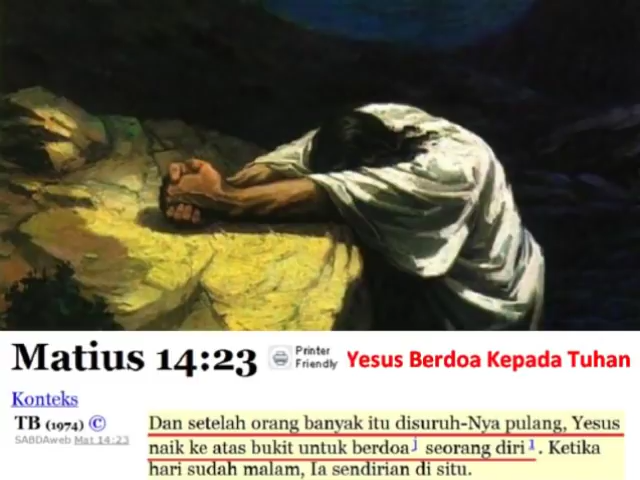 Matius 14:23 Printer Friendly Yesus Berdoa Kepada Tuhan
Konteks
TB (1974) ©
SABDAweb Mat 14:23
Dan setelah orang banyak itu disuruh-Nya pulang, Yesus
naik ke atas bukit untuk berdoa j seorang diri 1 . Ketika
hari sudah malam, Ia sendirian di situ.